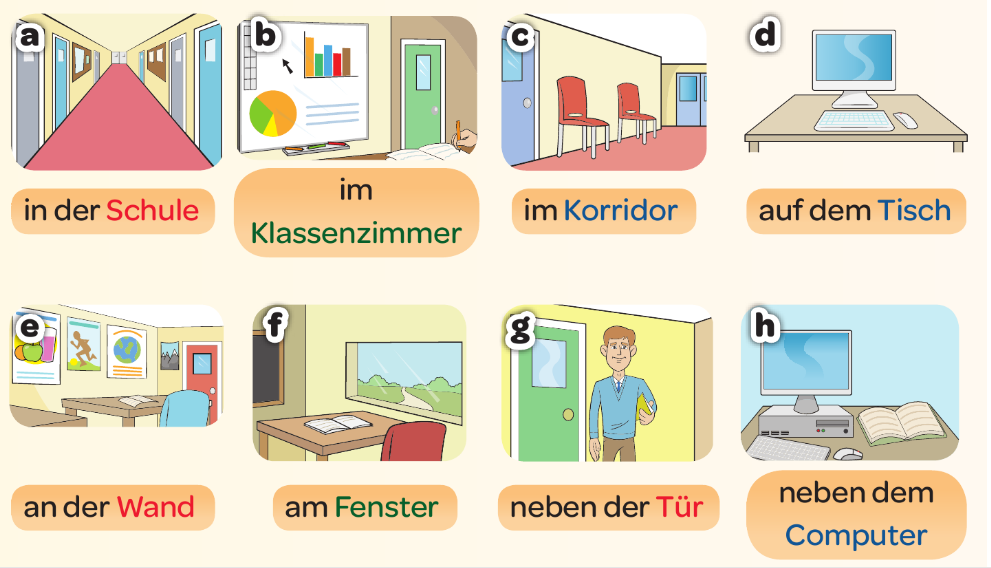 a
in der Schule
b
im
Klassenzimmer
c
im Korridor
d
auf dem Tisch
e
an der Wand
f
am Fenster
g
neben der Tür
h
neben dem
Computer